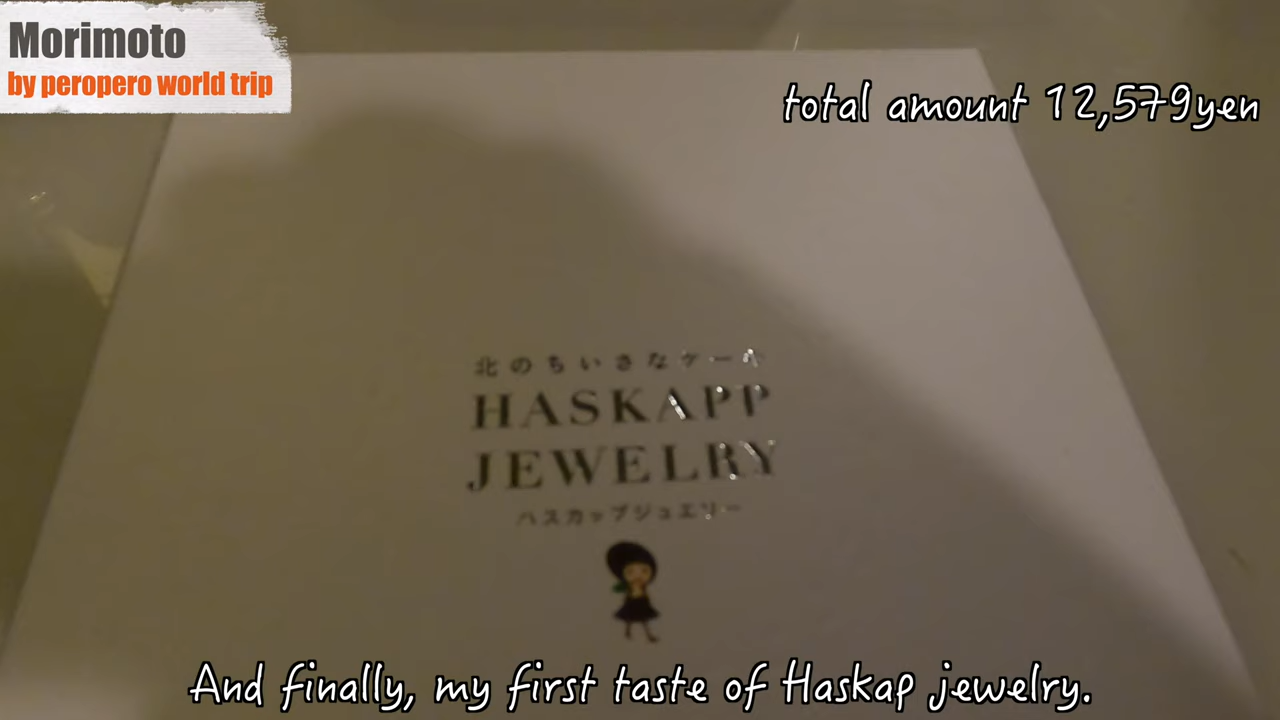 Morimoto
by peropero world trip
total amount 12,579yen
北のちいさなケーキ
HASKAPP
JEWELRY
ハスカップジュエリー
And finally, my first taste of Haskap jewelry.